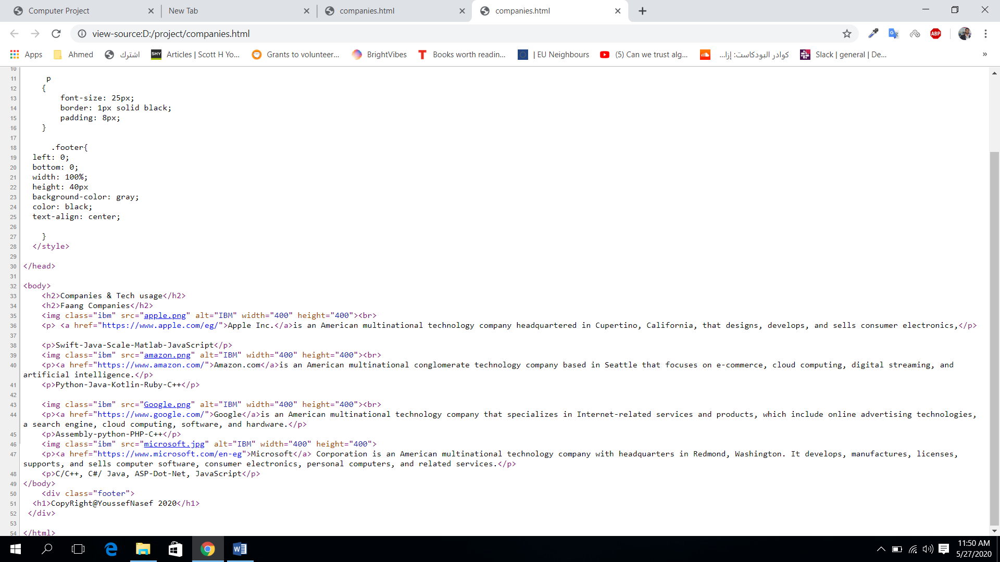 Computer Project
New Tab
companies.html
companies.html
view-source:D:/project/companies.html
ABP
Apps
Ahmed
اشترك
SHY Articles | Scott H Yo...
Grants to volunteer...
BrightVibes
T Books worth readin...
| EU Neighbours
(5) Can we trust alg...
كوادر البودكاست: إزا...
Slack | general | De...
»
10
11 p
12 {
13 font-size: 25px;
14 border: 1px solid black;
15 padding: 8px;
16 }
17
18 .footer{
19 left: 0;
20 bottom: 0;
21 width: 100%;
22 height: 40px
23 background-color: gray;
24 color: black;
25 text-align: center;
26
27 }
28 </style>
29
30 </head>
31
32 <body>
33 <h2>Companies & Tech usage</h2>
34 <h2>Faang Companies</h2>
35 <img class="ibm" src="apple.png" alt="IBM" width="400" height="400"><br>
36 <p> <a href="https://www.apple.com/eg/">Apple Inc.</a>is an American multinational technology company headquartered in Cupertino, California, that designs, develops, and sells consumer electronics,</p>
37
38 <p>Swift-Java-Scale-Matlab-JavaScript</p>
39 <img class="ibm" src="amazon.png" alt="IBM" width="400" height="400"><br>
40 <p><a href="https://www.amazon.com/">Amazon.com</a>is an American multinational conglomerate technology company based in Seattle that focuses on e-commerce, cloud computing, digital streaming, and
artificial intelligence.</p>
41 <p>Python-Java-Kotlin-Ruby-C++</p>
42
43 <img class="ibm" src="Google.png" alt="IBM" width="400" height="400"><br>
44 <p><a href="https://www.google.com/">Google</a>is an American multinational technology company that specializes in Internet-related services and products, which include online advertising technologies,
a search engine, cloud computing, software, and hardware.</p>
45 <p>Assembly-python-PHP-C++</p>
46 <img class="ibm" src="microsoft.jpg" alt="IBM" width="400" height="400">
47 <p><a href="https://www.microsoft.com/en-eg">Microsoft</a> Corporation is an American multinational technology company with headquarters in Redmond, Washington. It develops, manufactures, licenses,
supports, and sells computer software, consumer electronics, personal computers, and related services.</p>
48 <p>C/C++, C#/ Java, ASP-Dot-Net, JavaScript</p>
49 </body>
50 <div class="footer">
51 <h1>CopyRight@YoussefNasef 2020</h1>
52 </div>
53
54 </html>
11:50 AM
5/27/2020